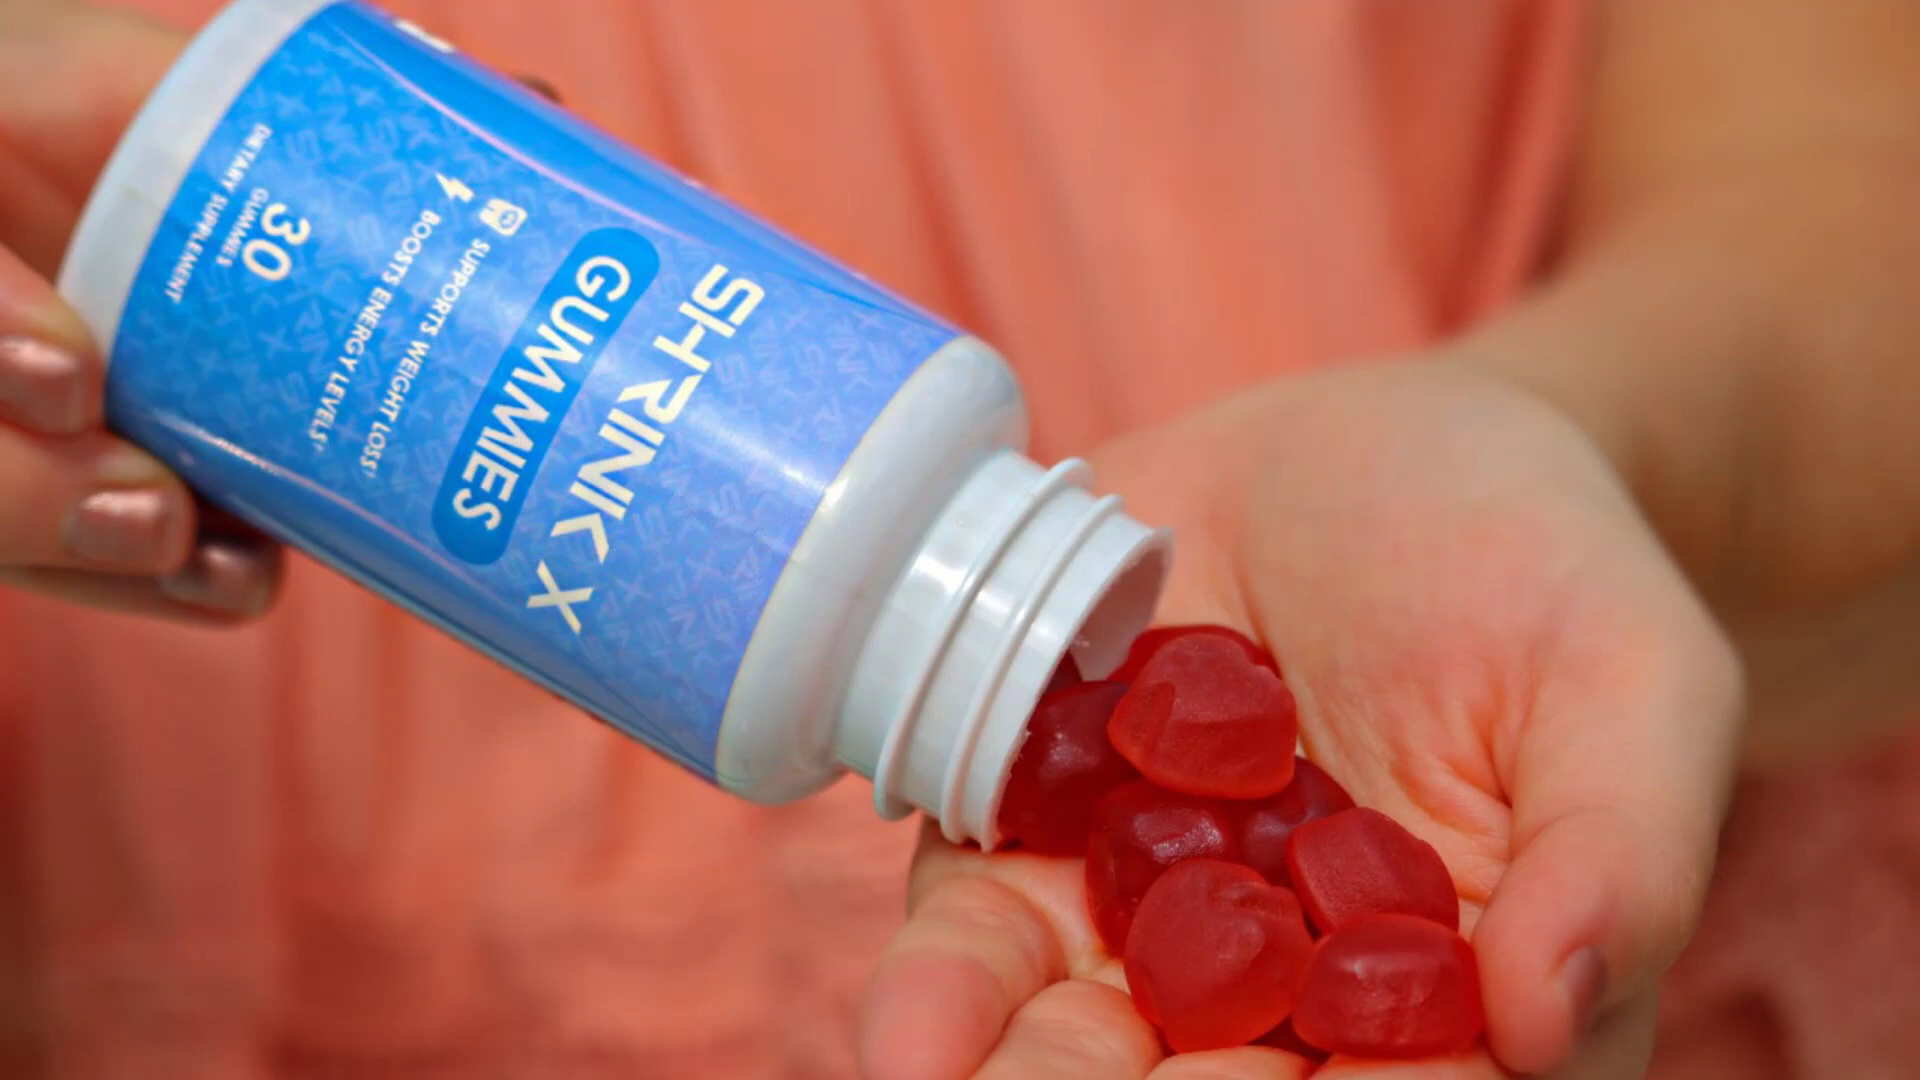 SHRINK X
GUMMIES
SUPPORTS WEIGHT LOSS
BOOSTS ENERGY LEVELS
30
GUMMIES
DIETARY SUPPLEMENT